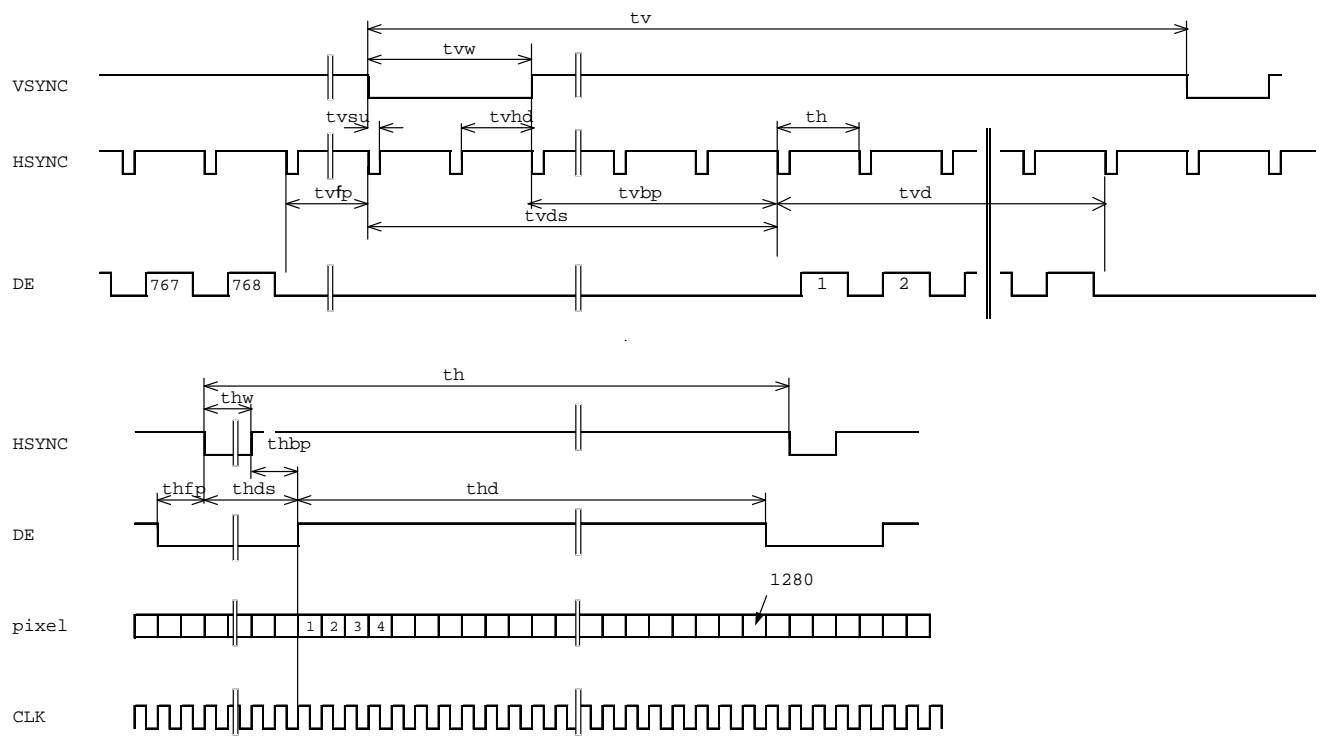 tv
tvw
VSYNC
tvsu
tvhd
th
HSYNC
tvfp
tvbp
tvd
tvds
DE
767
768
1
2
th
thw
HSYNC
thbp
thfp
thds
thd
DE
1280
pixel
1
2
3
4
CLK